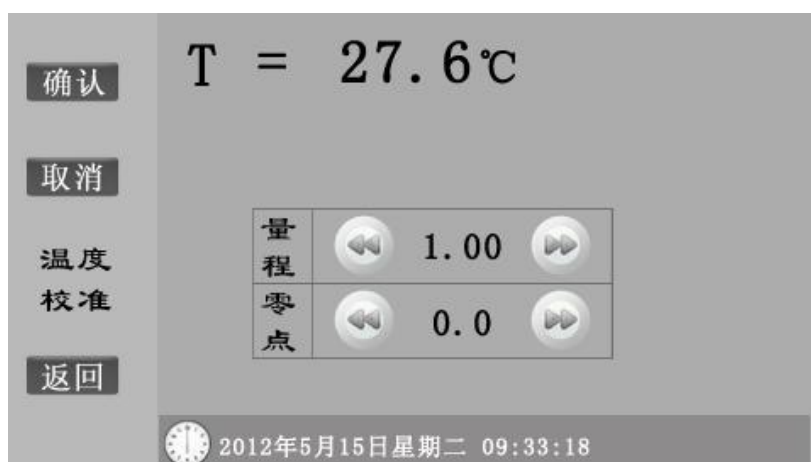 确认
取消
温度
校准
返回
T = 27.6℃
量程
1.00
零点
0.0
2012年5月15日星期二 09:33:18